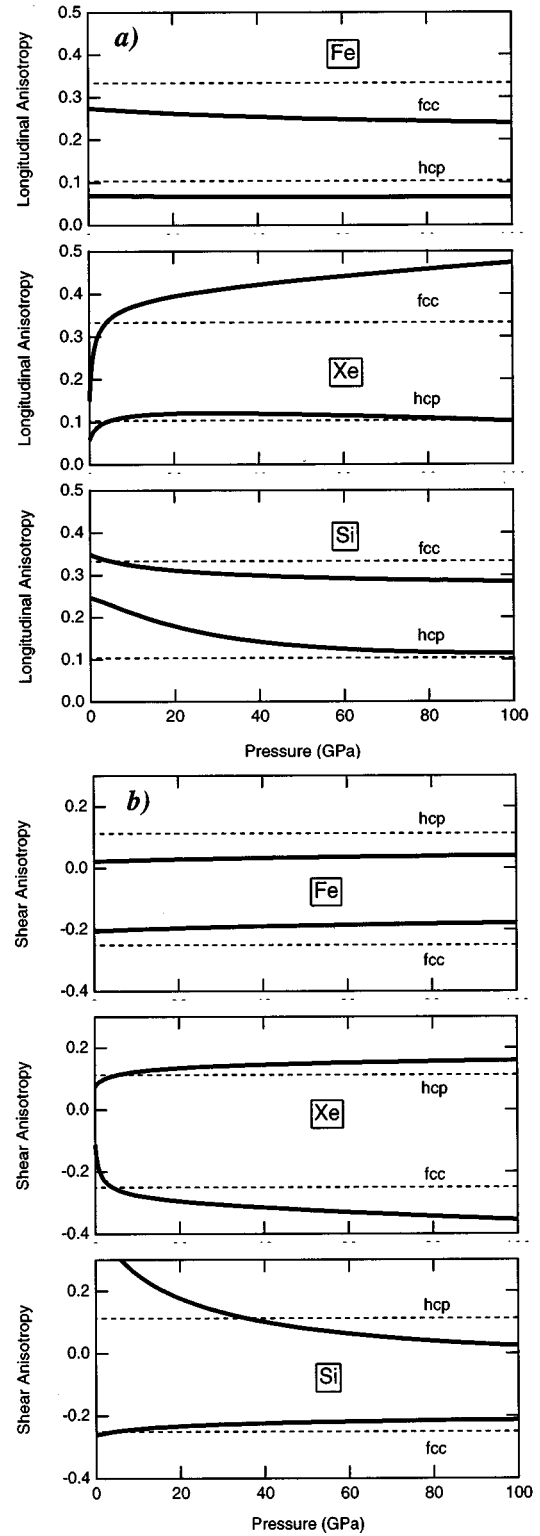 a)
Fe
0.5
0.4
0.3
0.2
0.1
0.0
Longitudinal Anisotropy
fcc
hcp
0.5
0.4
0.3
0.2
0.1
0.0
Longitudinal Anisotropy
fcc
Xe
hcp
0.5
0.4
0.3
0.2
0.1
0.0
Longitudinal Anisotropy
Si
fcc
hcp
0 20 40 60 80 100
Pressure (GPa)
b)
0.2
0.0
-0.2
-0.4
Shear Anisotropy
hcp
Fe
fcc
0.2
0.0
-0.2
-0.4
Shear Anisotropy
hcp
Xe
fcc
0.2
0.0
-0.2
-0.4
Shear Anisotropy
hcp
Si
fcc
0 20 40 60 80 100
Pressure (GPa)